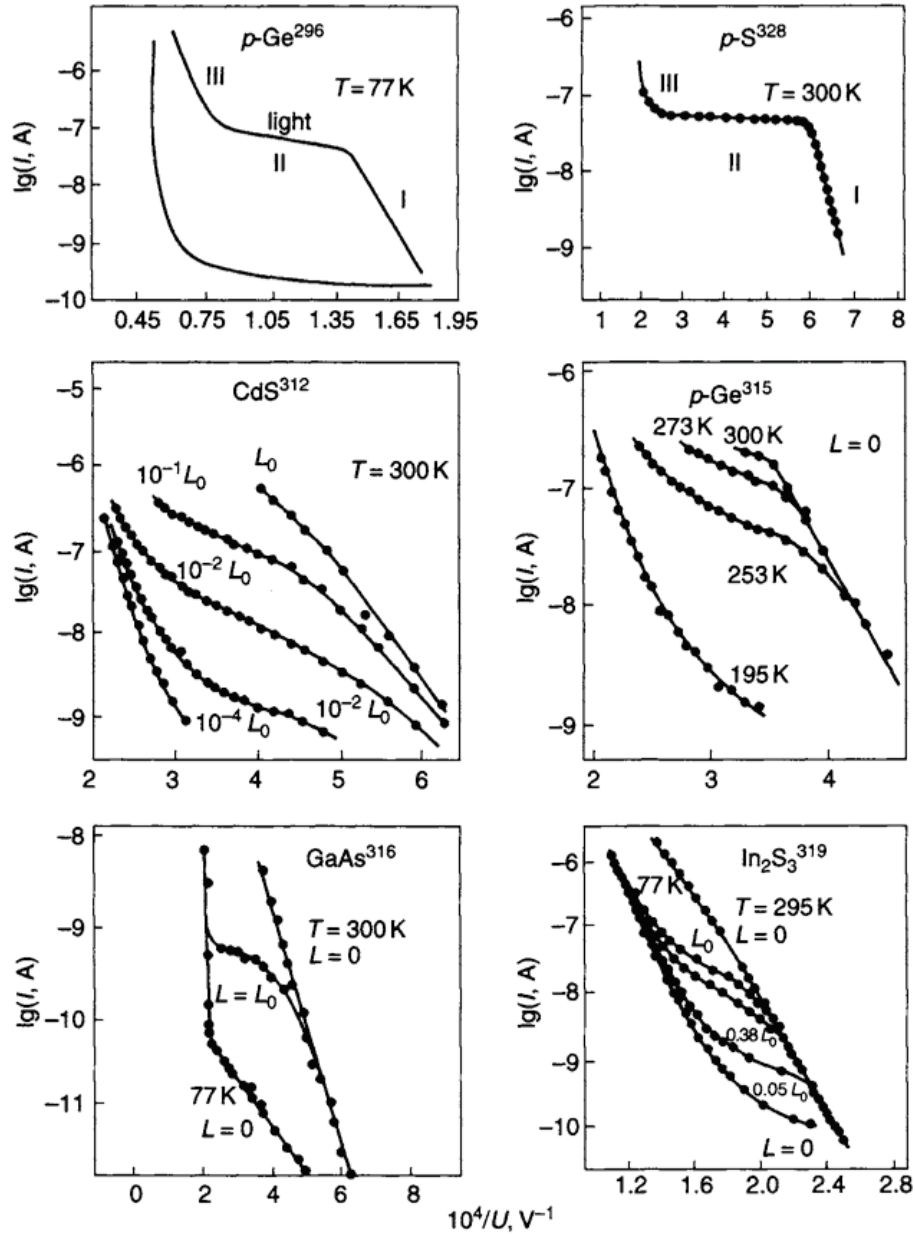 p-Ge²⁹⁶
T = 77 K
III
light
II
I
lg(I, A)
−6
−7
−8
−9
−10
0.45 0.75 1.05 1.35 1.65 1.95
p-S³²⁸
T = 300 K
III
II
I
lg(I, A)
−6
−7
−8
−9
1 2 3 4 5 6 7 8
CdS³¹²
T = 300 K
L₀
10⁻¹ L₀
10⁻² L₀
10⁻² L₀
10⁻⁴ L₀
lg(I, A)
−5
−6
−7
−8
−9
2 3 4 5 6
p-Ge³¹⁵
273 K
300 K
L = 0
253 K
195 K
lg(I, A)
−6
−7
−8
−9
2 3 4
GaAs³¹⁶
T = 300 K
L = 0
L = L₀
77 K
L = 0
lg(I, A)
−8
−9
−10
−11
0 2 4 6 8
In₂S₃³¹⁹
77 K
T = 295 K
L = 0
L₀
0.38 L₀
0.05 L₀
L = 0
lg(I, A)
−6
−7
−8
−9
−10
1.2 1.6 2.0 2.4 2.8
10⁴/U, V⁻¹